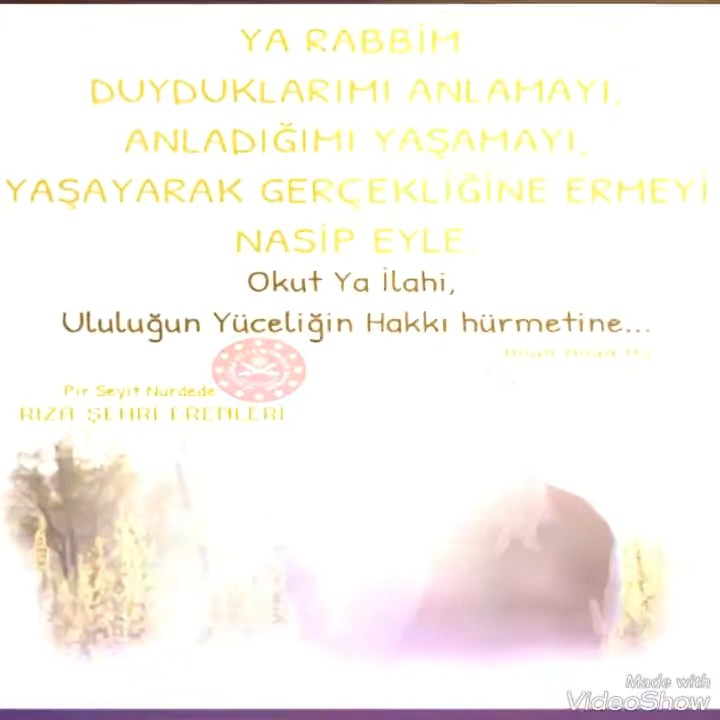 YA RABBİM
DUYDUKLARIMI ANLAMAYI,
ANLADIĞIMI YAŞAMAYI,
YAŞAYARAK GERÇEKLİĞİNE ERMEYİ
NASİP EYLE.
Okut Ya İlahi,
Ululuğun Yüceliğin Hakkı hürmetine...
Pir Seyit Nurdede
RIZA ŞEHRİ ERENLERİ
Made with
VideoShow